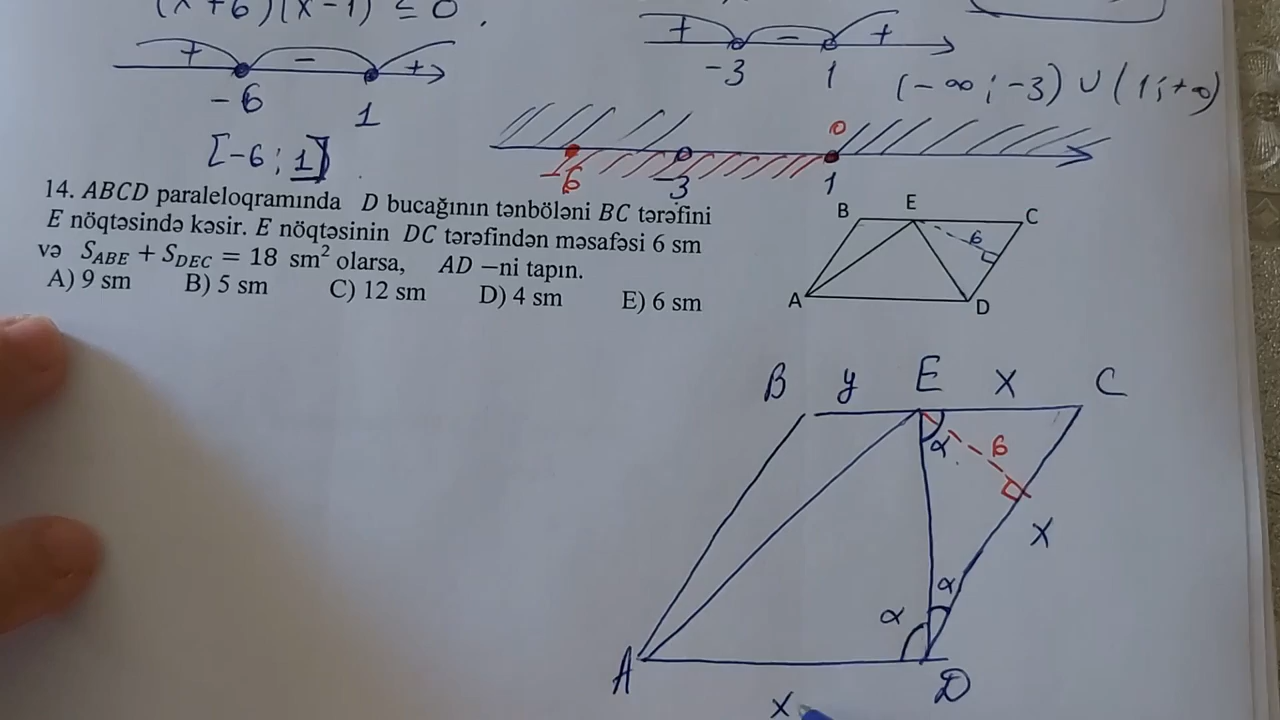 (x+6)(x-1) ≤ 0
+ - +
-6 1
[-6; 1]
+ - +
-3 1
(-∞; -3) ∪ (1; +∞)
0
-6 -3 1
14. ABCD paraleloqramında D bucağının tənböləni BC tərəfini
E nöqtəsində kəsir. E nöqtəsinin DC tərəfindən məsafəsi 6 sm
və S_ABE + S_DEC = 18 sm² olarsa, AD –ni tapın.
A) 9 sm B) 5 sm C) 12 sm D) 4 sm E) 6 sm
B E C
6
A D
B y E x C
α 6
x
α α
A D
x